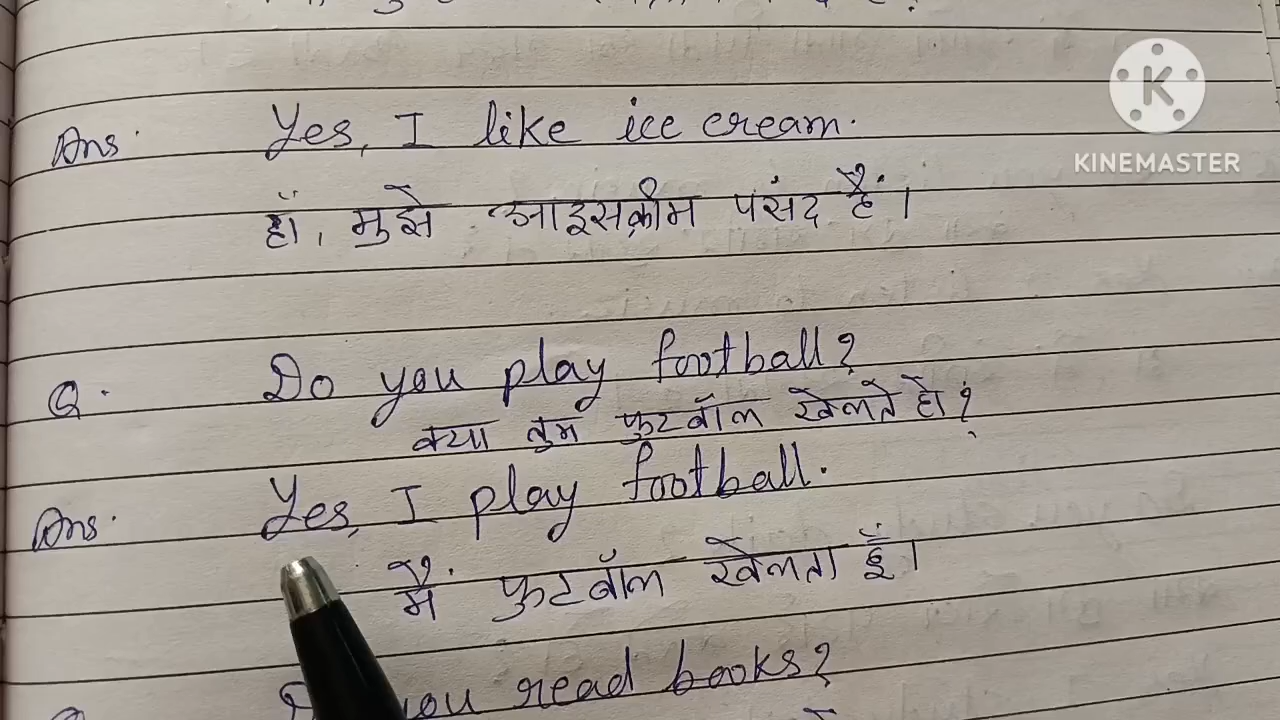 Ans. Yes, I like ice cream.
हाँ, मुझे आइसक्रीम पसंद हैं।
Q. Do you play football?
क्या तुम फुटबॉल खेलते हो?
Ans. Yes, I play football.
मैं फुटबॉल खेलता हूँ।
you read books?
KINEMASTER